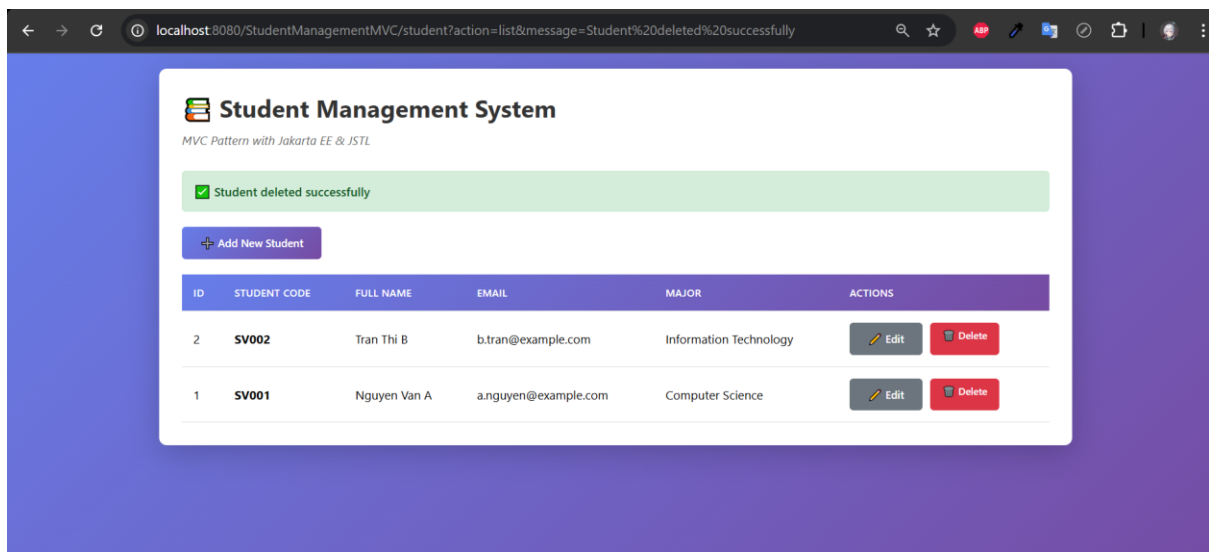 localhost:8080/StudentManagementMVC/student?action=list&message=Student%20deleted%20successfully
ABP
Student Management System
MVC Pattern with Jakarta EE & JSTL
Student deleted successfully
Add New Student
ID STUDENT CODE FULL NAME EMAIL MAJOR ACTIONS
2 SV002 Tran Thi B b.tran@example.com Information Technology Edit Delete
1 SV001 Nguyen Van A a.nguyen@example.com Computer Science Edit Delete